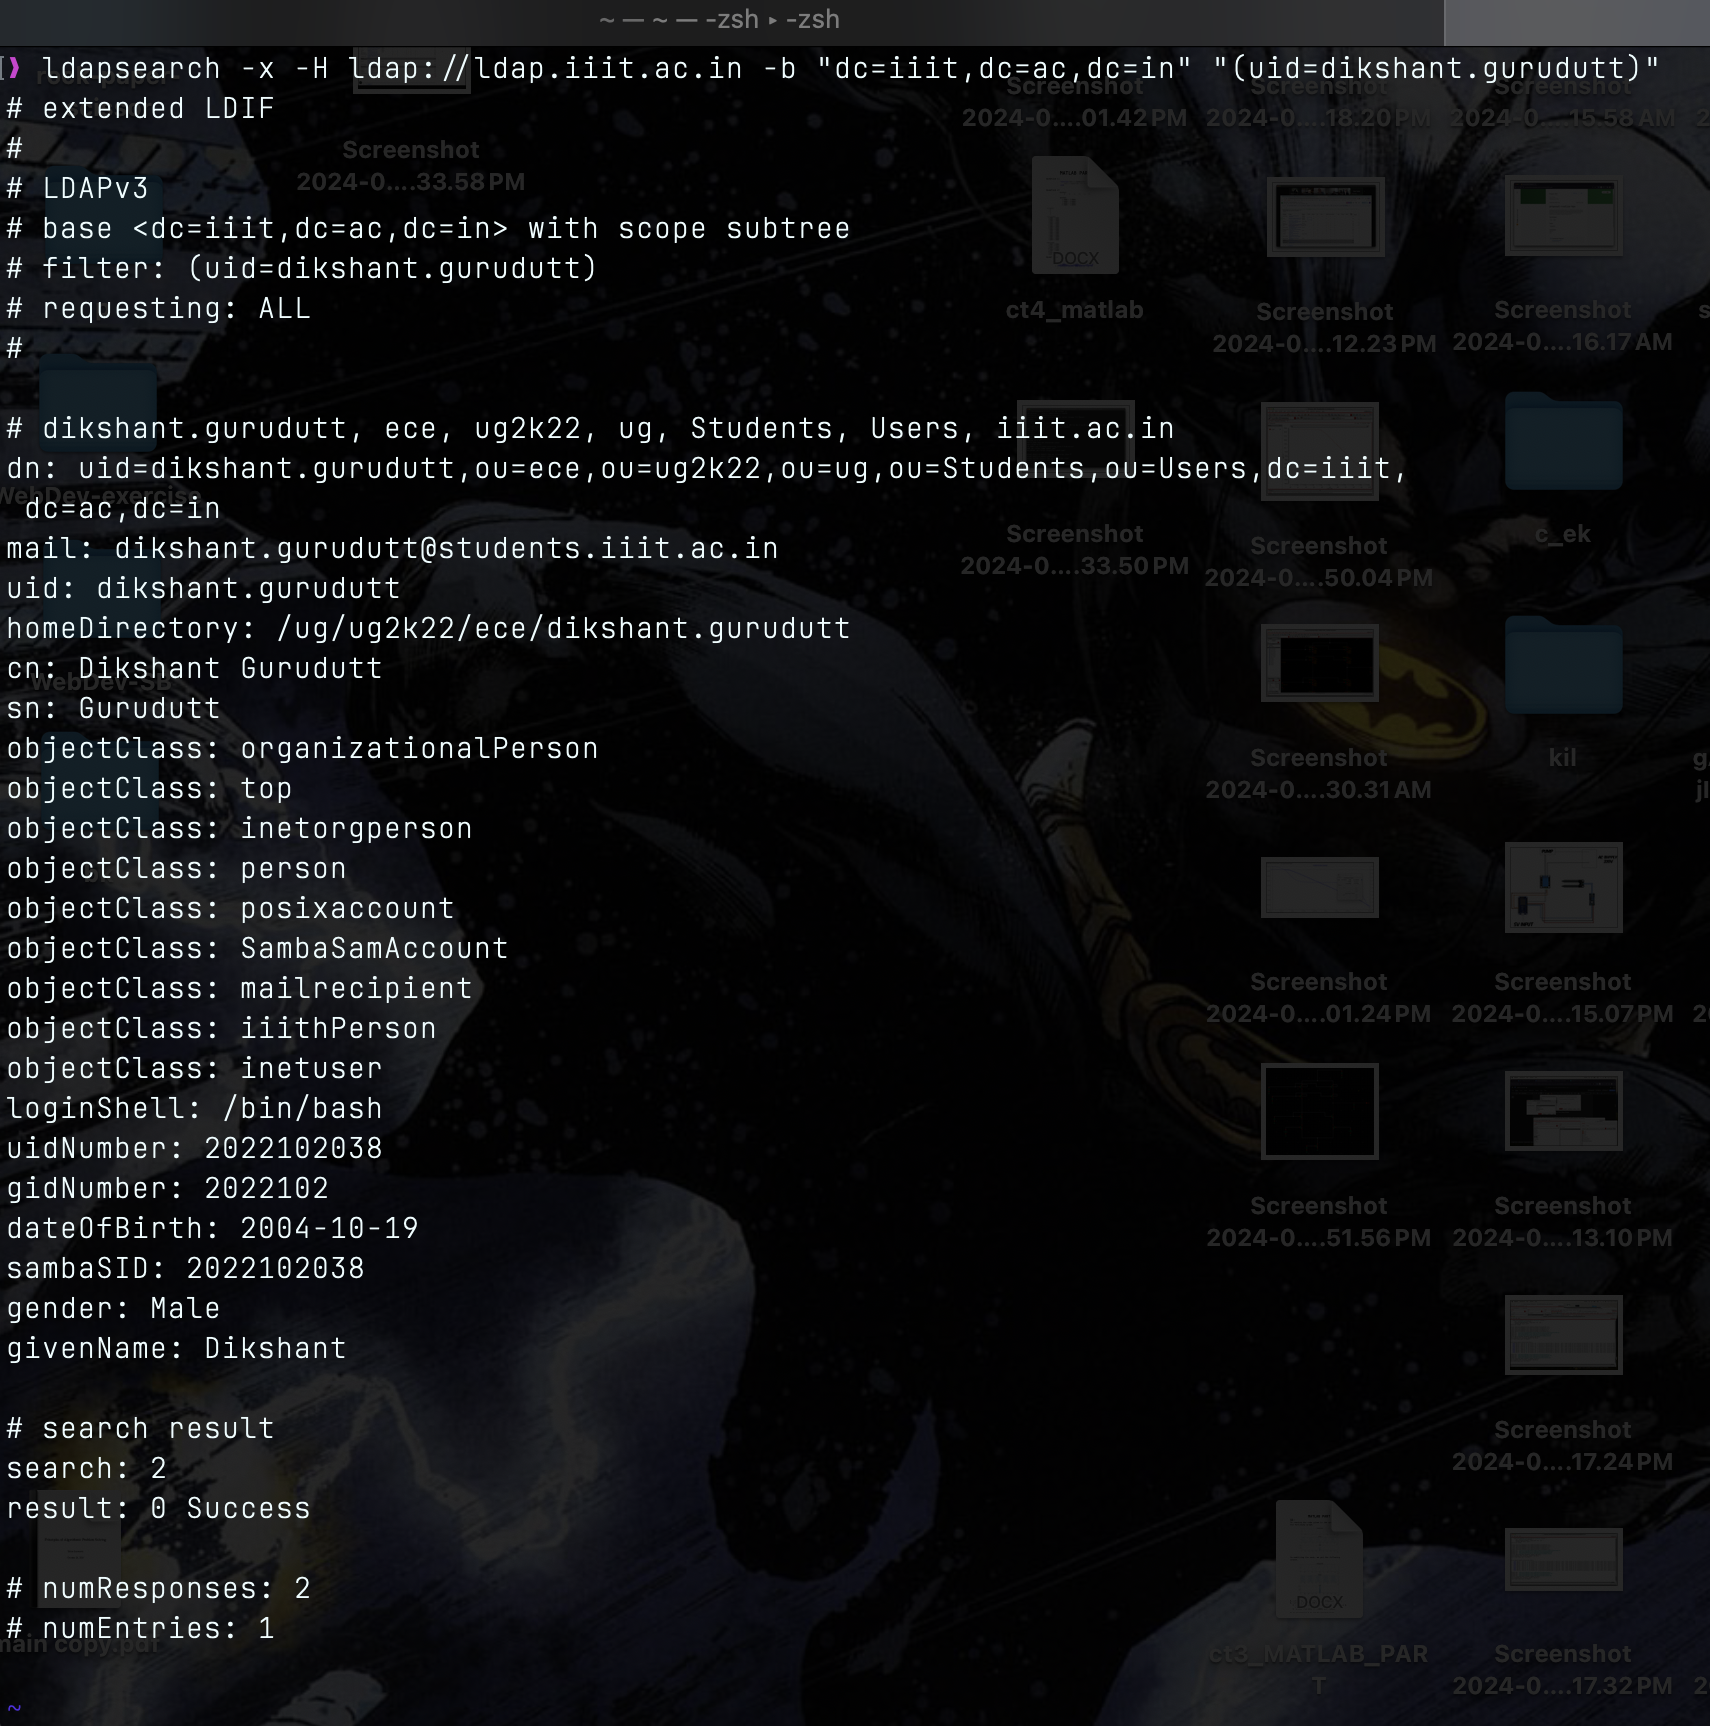 ~ — ~ — -zsh ▸ -zsh
❯ ldapsearch -x -H ldap://ldap.iiit.ac.in -b "dc=iiit,dc=ac,dc=in" "(uid=dikshant.gurudutt)"
# extended LDIF
#
# LDAPv3
# base <dc=iiit,dc=ac,dc=in> with scope subtree
# filter: (uid=dikshant.gurudutt)
# requesting: ALL
#
# dikshant.gurudutt, ece, ug2k22, ug, Students, Users, iiit.ac.in
dn: uid=dikshant.gurudutt,ou=ece,ou=ug2k22,ou=ug,ou=Students,ou=Users,dc=iiit,
 dc=ac,dc=in
mail: dikshant.gurudutt@students.iiit.ac.in
uid: dikshant.gurudutt
homeDirectory: /ug/ug2k22/ece/dikshant.gurudutt
cn: Dikshant Gurudutt
sn: Gurudutt
objectClass: organizationalPerson
objectClass: top
objectClass: inetorgperson
objectClass: person
objectClass: posixaccount
objectClass: SambaSamAccount
objectClass: mailrecipient
objectClass: iiithPerson
objectClass: inetuser
loginShell: /bin/bash
uidNumber: 2022102038
gidNumber: 2022102
dateOfBirth: 2004-10-19
sambaSID: 2022102038
gender: Male
givenName: Dikshant
# search result
search: 2
result: 0 Success
# numResponses: 2
# numEntries: 1
~
Screenshot
2024-0....33.58 PM
WebDev-exercise
WebDev-SB
main copy.pdf
Screenshot
2024-0....01.42 PM
DOCX
ct4_matlab
Screenshot
2024-0....33.50 PM
Screenshot
2024-0....18.20 PM
Screenshot
2024-0....12.23 PM
Screenshot
2024-0....50.04 PM
Screenshot
2024-0....30.31 AM
Screenshot
2024-0....01.24 PM
Screenshot
2024-0....51.56 PM
DOCX
ct3_MATLAB_PAR
T
Screenshot
2024-0....15.58 AM
Screenshot
2024-0....16.17 AM
c_ek
kil
Screenshot
2024-0....15.07 PM
Screenshot
2024-0....13.10 PM
Screenshot
2024-0....17.24 PM
Screenshot
2024-0....17.32 PM